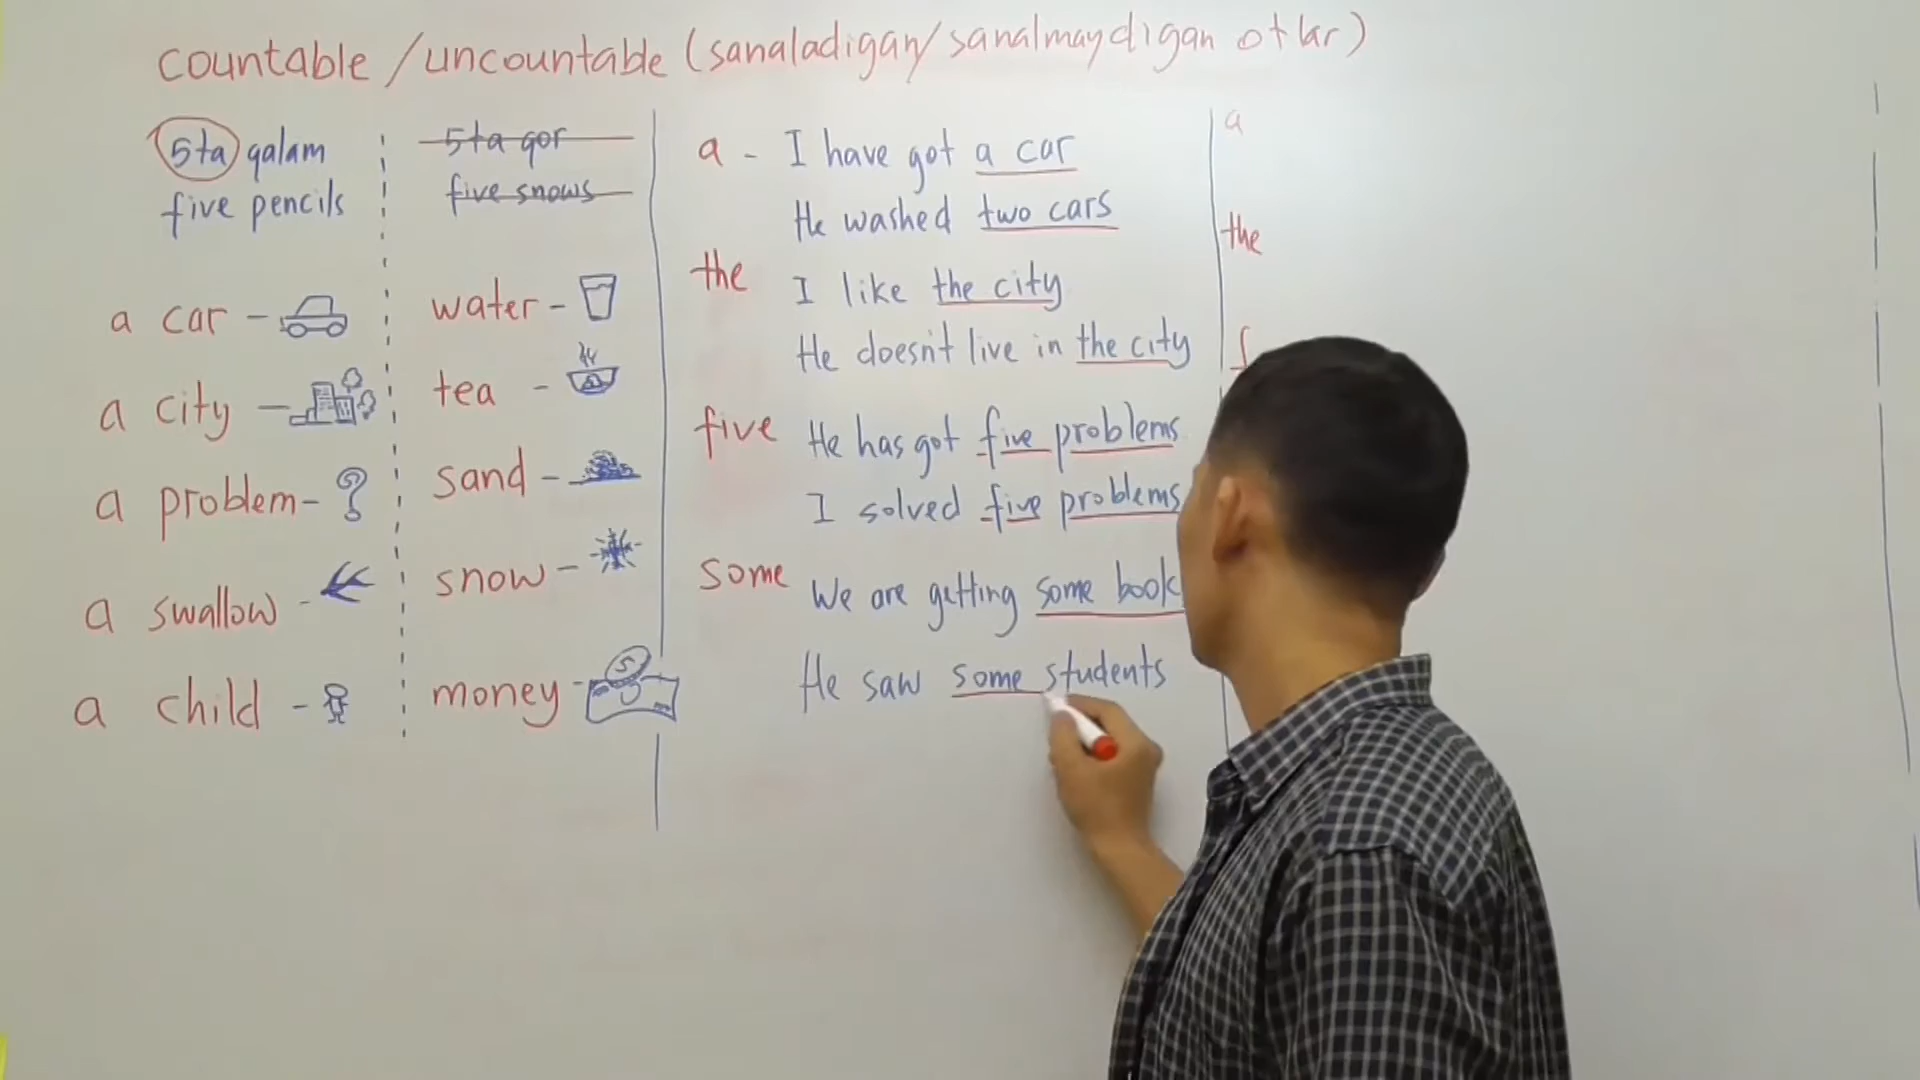 countable / uncountable (sanaladigan/sanalmaydigan otlar)
5ta qalam
five pencils
a car -
a city -
a problem -
a swallow -
a child -
5ta qor
five snows
water -
tea -
sand -
snow -
money -
5
a - I have got a car
He washed two cars
the I like the city
He doesn't live in the city
five He has got five problems
I solved five problems
some We are getting some book
He saw some students
a
the
f